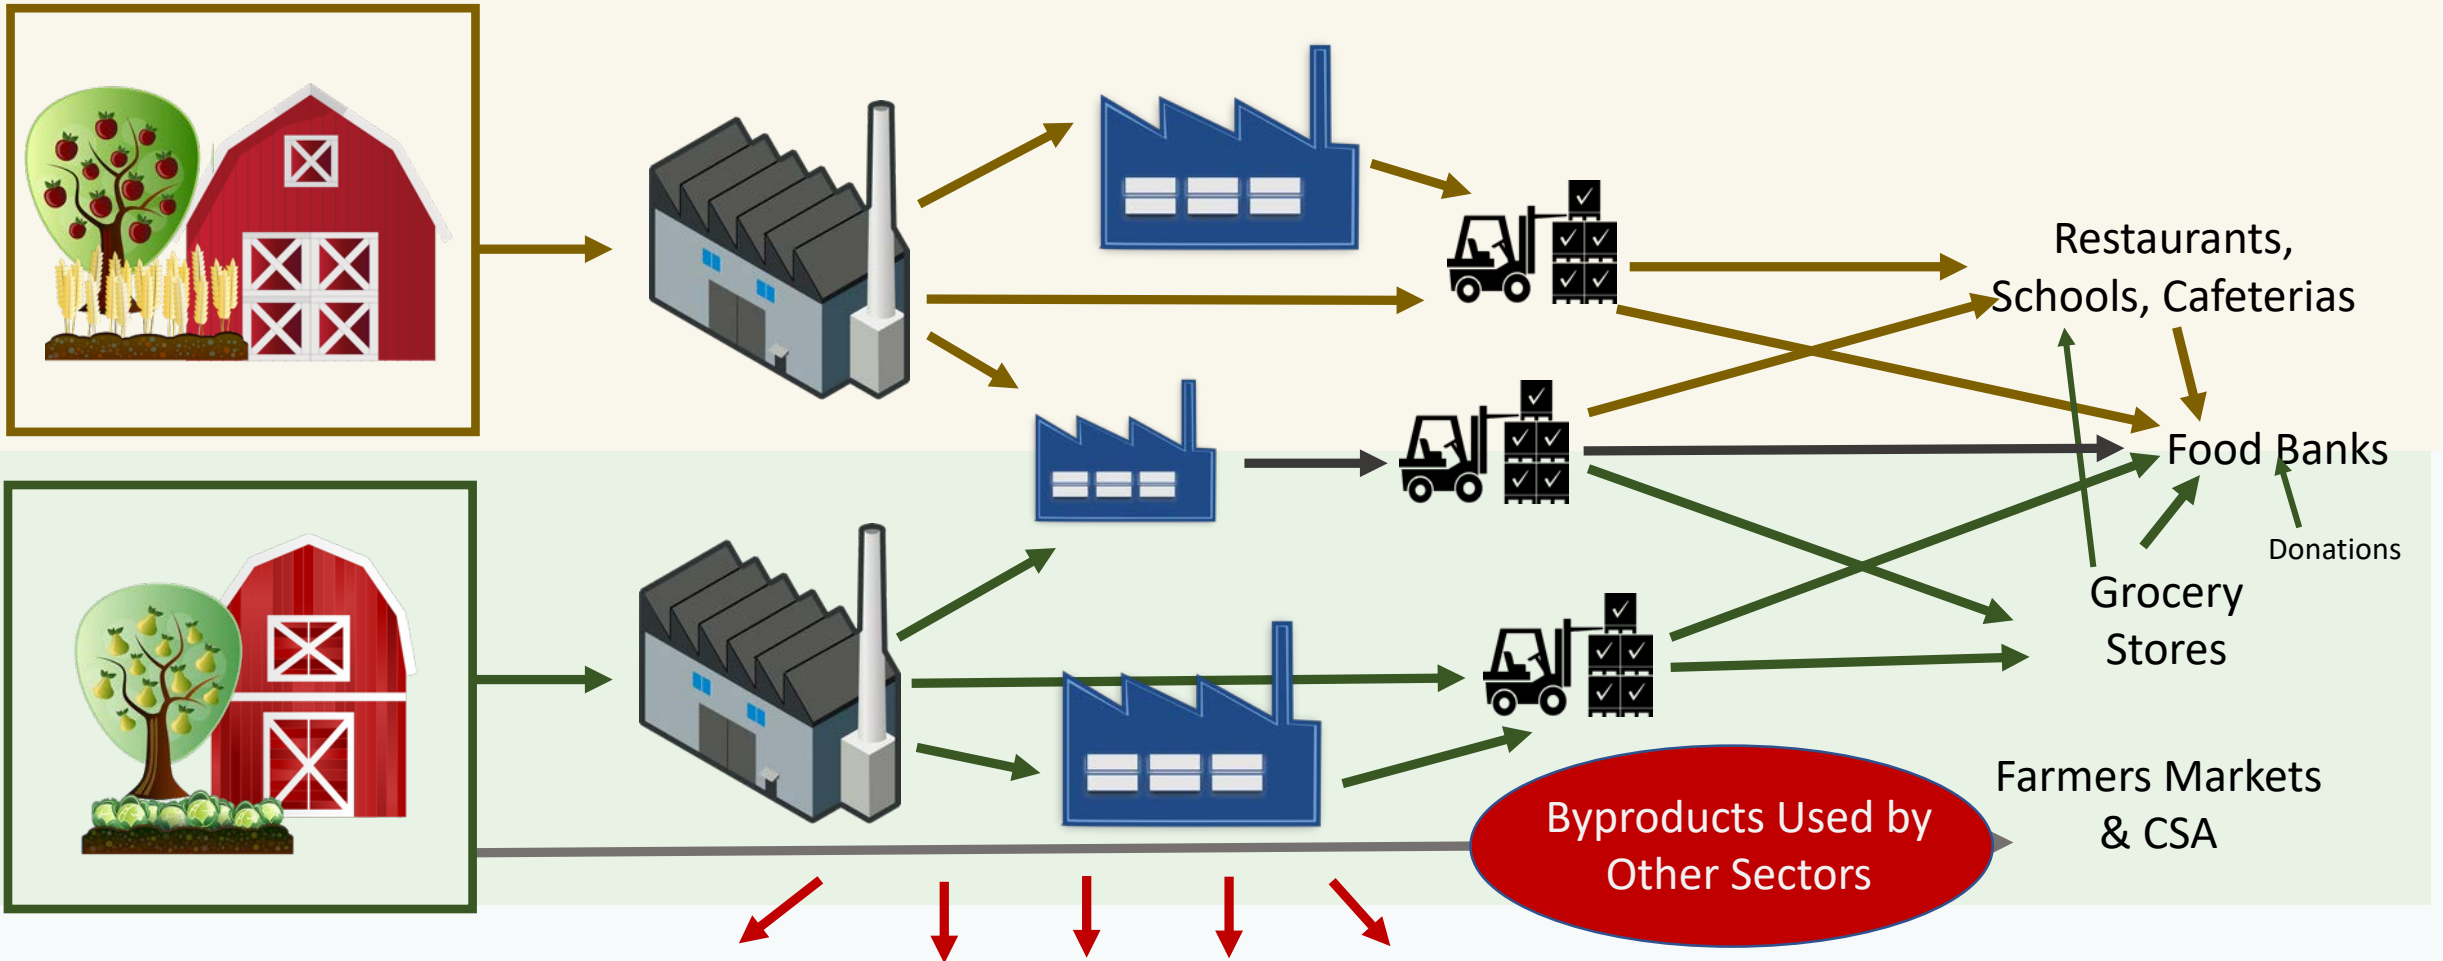 Restaurants,
Schools, Cafeterias
Food Banks
Donations
Grocery
Stores
Farmers Markets
& CSA
Byproducts Used by
Other Sectors